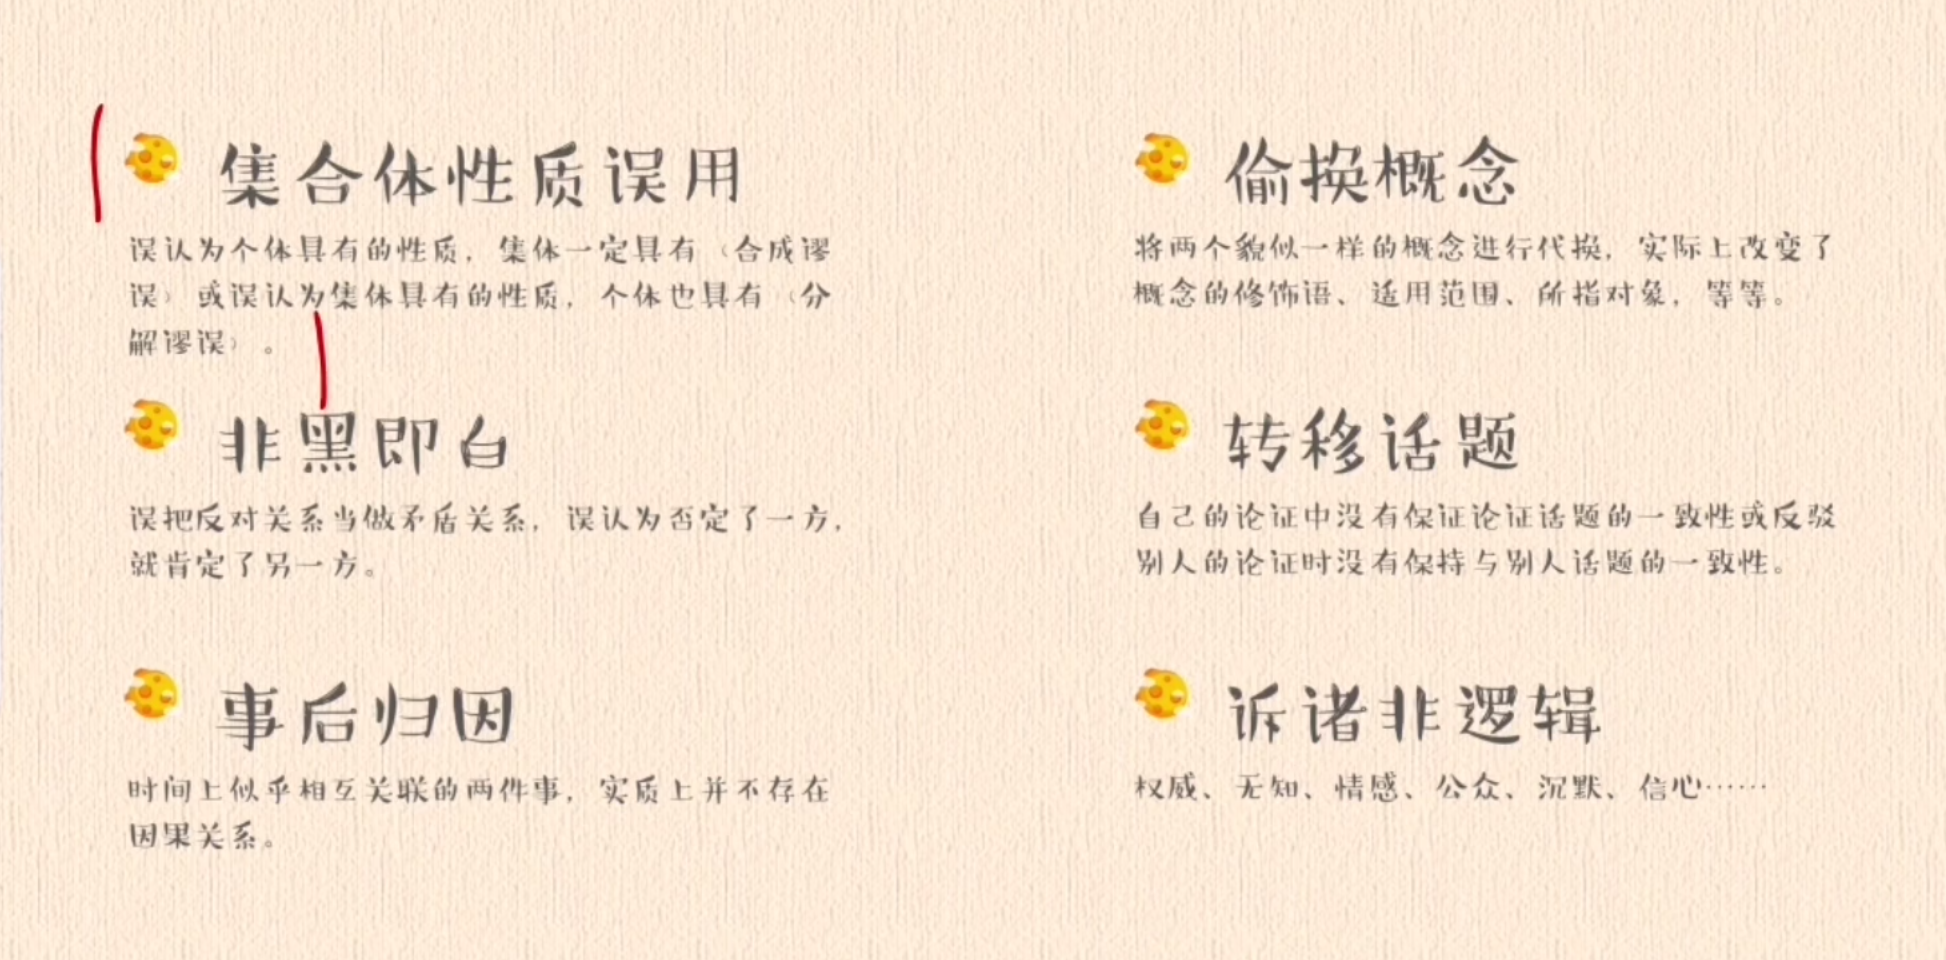 集合体性质误用
误认为个体具有的性质，集体一定具有（合成谬
误）或误认为集体具有的性质，个体也具有（分
解谬误）。
非黑即白
误把反对关系当做矛盾关系，误认为否定了一方，
就肯定了另一方。
事后归因
时间上似乎相互关联的两件事，实质上并不存在
因果关系。
偷换概念
将两个貌似一样的概念进行代换，实际上改变了
概念的修饰语、适用范围、所指对象，等等。
转移话题
自己的论证中没有保证论证话题的一致性或反驳
别人的论证时没有保持与别人话题的一致性。
诉诸非逻辑
权威、无知、情感、公众、沉默、信心……